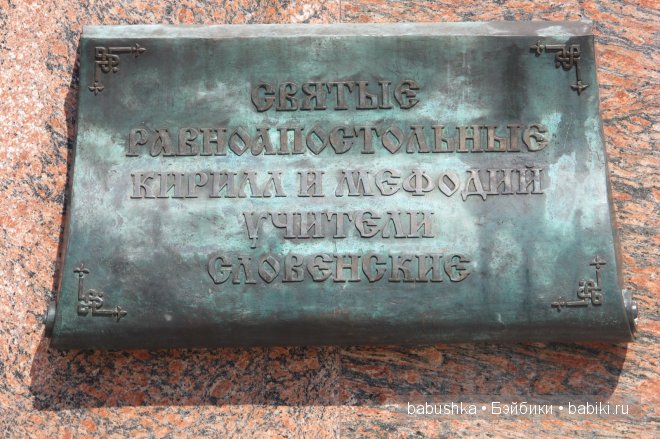 СВЯТЫЕ
РАВНОАПОСТОЛЬНЫЕ
КИРИЛЛ И МЕФОДИЙ
УЧИТЕЛИ
СЛОВЕНСКИЕ
babushka • Бэйбики • babiki.ru